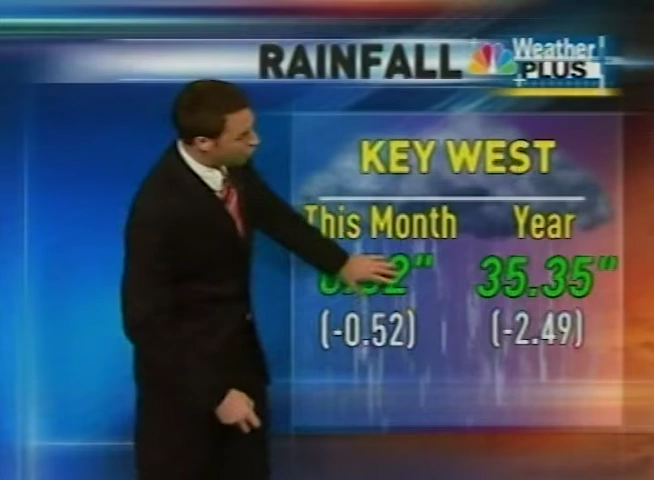 RAINFALL Weather
PLUS
KEY WEST
This Month Year
35.35"
(-0.52) (-2.49)